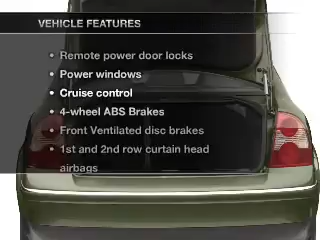 VEHICLE FEATURES
• Remote power door locks
• Power windows
• Cruise control
• 4-wheel ABS Brakes
• Front Ventilated disc brakes
• 1st and 2nd row curtain head
airbags